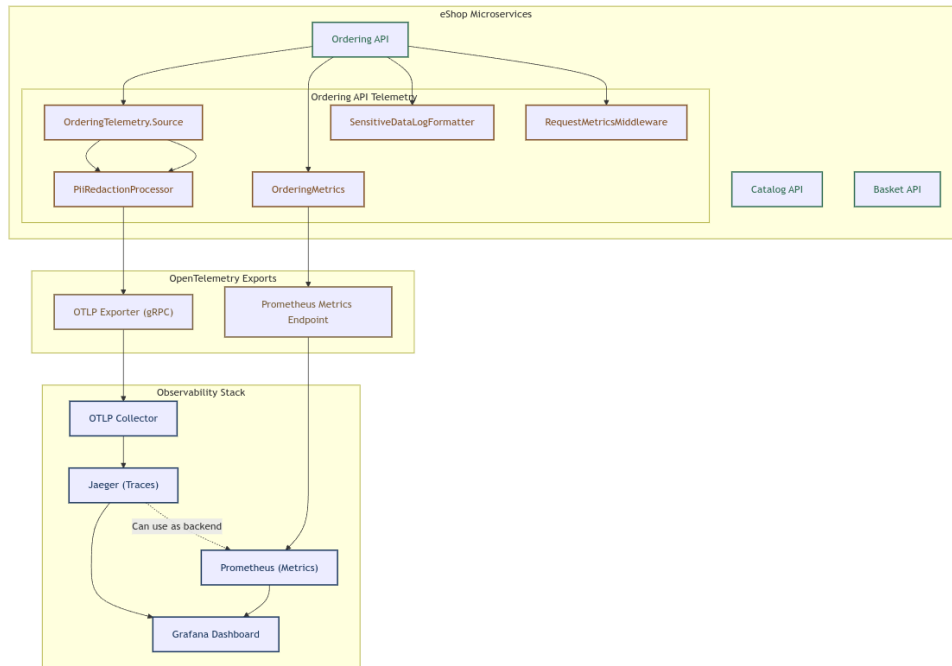 eShop Microservices
Ordering API
Ordering API Telemetry
OrderingTelemetry.Source
SensitiveDataLogFormatter
RequestMetricsMiddleware
PiiRedactionProcessor
OrderingMetrics
Catalog API
Basket API
OpenTelemetry Exports
OTLP Exporter (gRPC)
Prometheus Metrics
Endpoint
Observability Stack
OTLP Collector
Jaeger (Traces)
Can use as backend
Prometheus (Metrics)
Grafana Dashboard